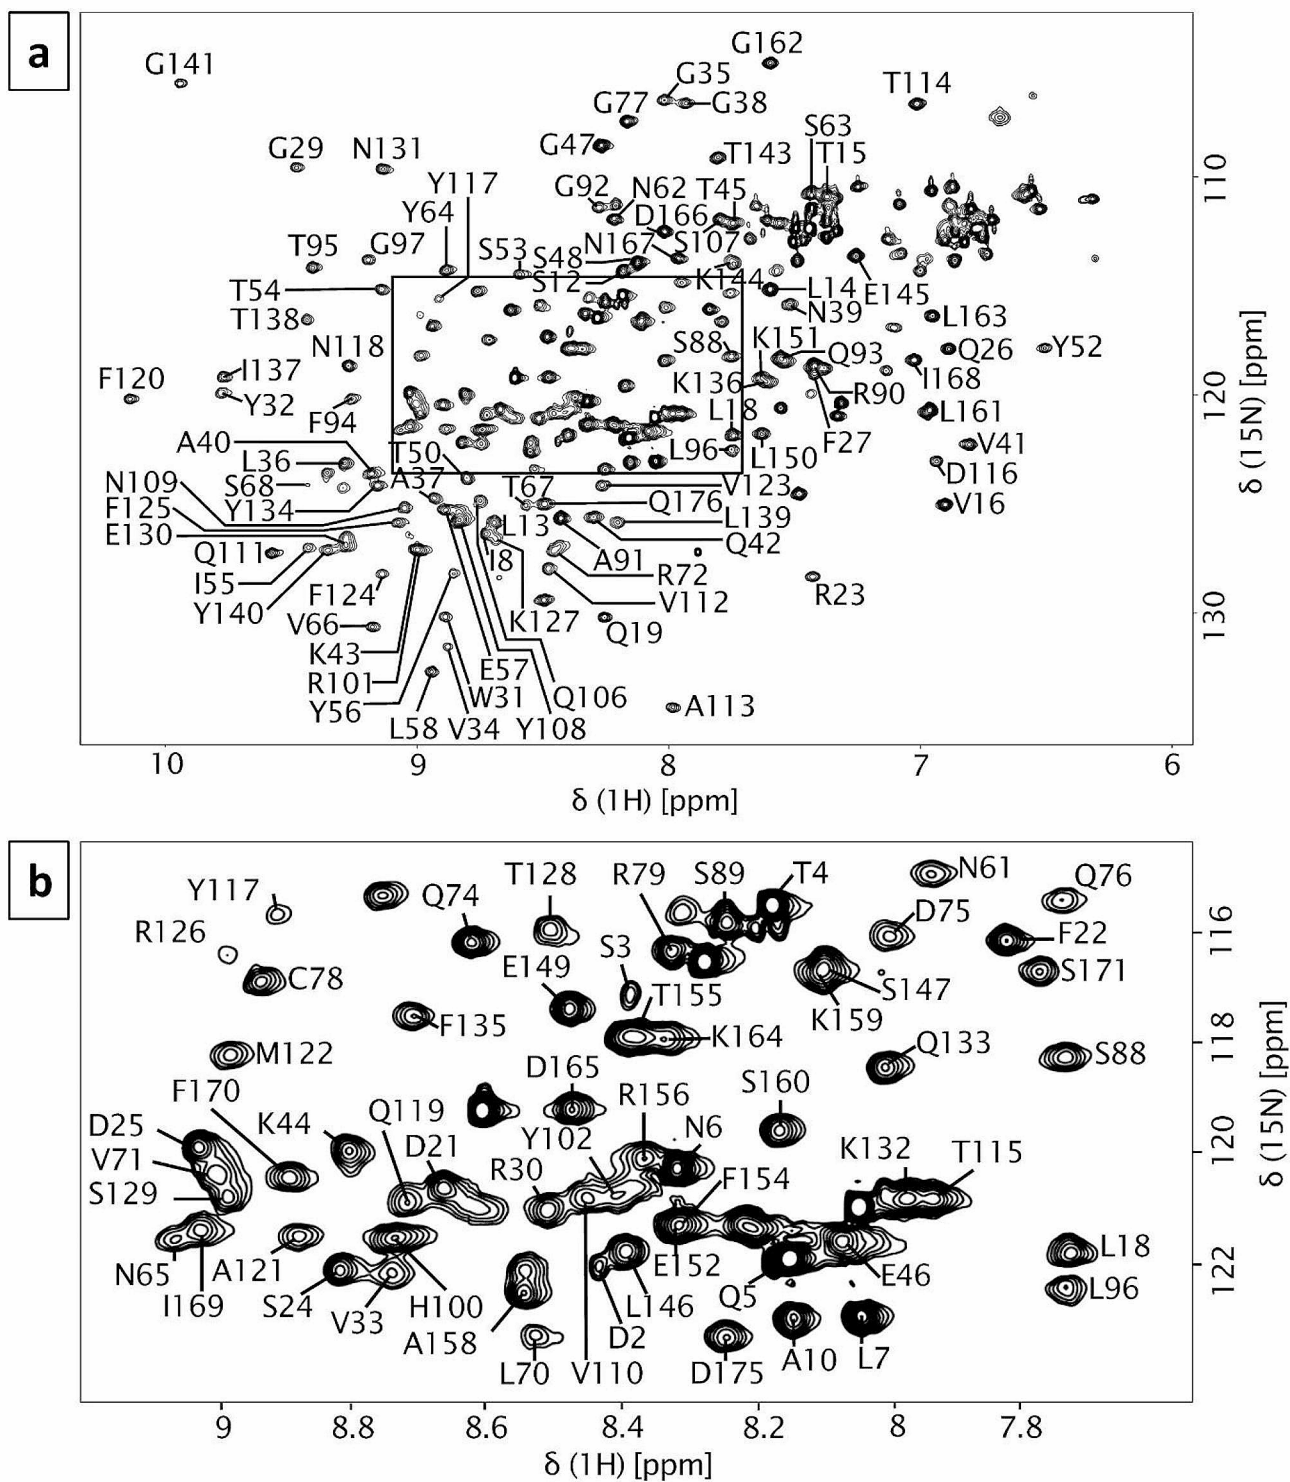 a
G162
G141
G35
T114
G77
G38
S63
G47
T143
T15
G29
N131
110
Y117
G92
N62
T45
Y64
D166
S53
N167
S107
T95
G97
S48
S12
K144
L14
E145
T54
N39
L163
T138
K151
S88
Q93
Q26
Y52
N118
I137
K136
I168
F120
R90
Y32
L18
L161
120
F94
F27
A40
T50
L96
L150
V41
L36
A37
D116
S68
T67
V123
N109
Y134
Q176
V16
F125
L13
L139
E130
Q42
Q111
I8
A91
I55
R72
F124
R23
Y140
V112
V66
K127
Q19
130
K43
E57
R101
W31
Q106
Y56
A113
L58
V34
Y108
δ (15N) [ppm]
10
9
8
7
6
δ (1H) [ppm]
b
T128
R79
S89
T4
N61
Q76
Y117
Q74
D75
R126
116
F22
S3
E149
S171
C78
T155
S147
K159
F135
K164
118
M122
Q133
S88
D165
F170
R156
S160
K44
Q119
D25
Y102
N6
D21
K132
T115
120
V71
R30
F154
S129
L18
A121
E152
E46
122
N65
Q5
L96
I169
S24
H100
L146
V33
A158
D2
A10
L7
L70
V110
D175
δ (15N) [ppm]
9
8.8
8.6
8.4
8.2
8
7.8
δ (1H) [ppm]